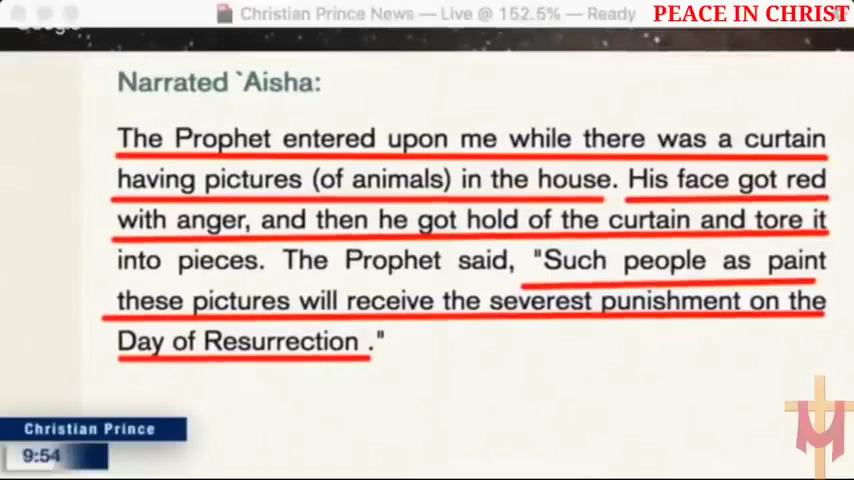 Christian Prince News — Live @ 152.5% — Ready
PEACE IN CHRIST
Google
Narrated `Aisha:
The Prophet entered upon me while there was a curtain
having pictures (of animals) in the house. His face got red
with anger, and then he got hold of the curtain and tore it
into pieces. The Prophet said, "Such people as paint
these pictures will receive the severest punishment on the
Day of Resurrection ."
Christian Prince
9:54